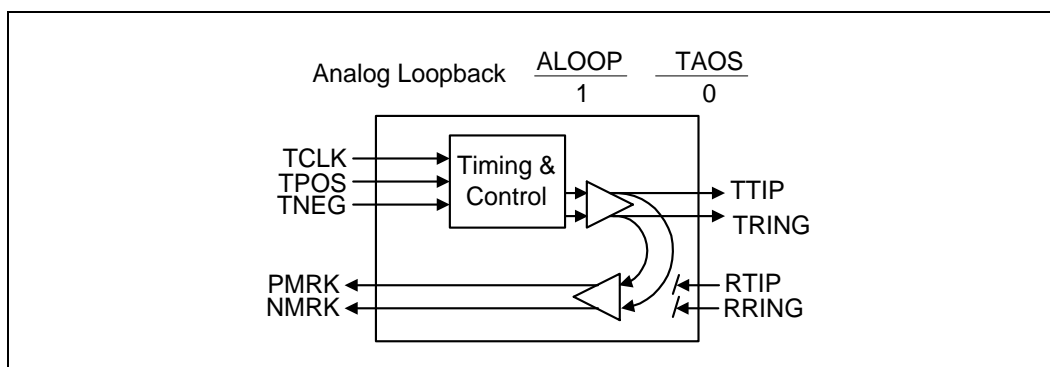 Analog Loopback ALOOP TAOS
1 0
TCLK
TPOS
TNEG
Timing &
Control
TTIP
TRING
PMRK
NMRK
RTIP
RRING